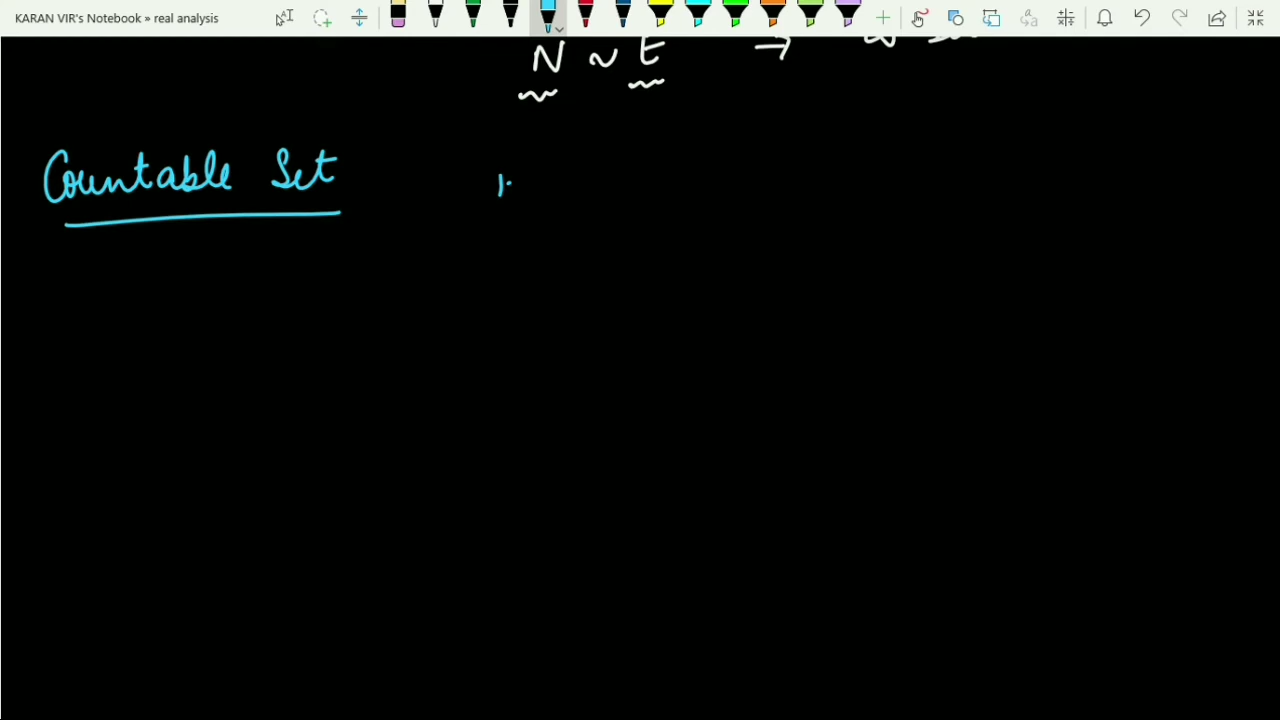 KARAN VIR's Notebook » real analysis
N ~ E →
Countable Set